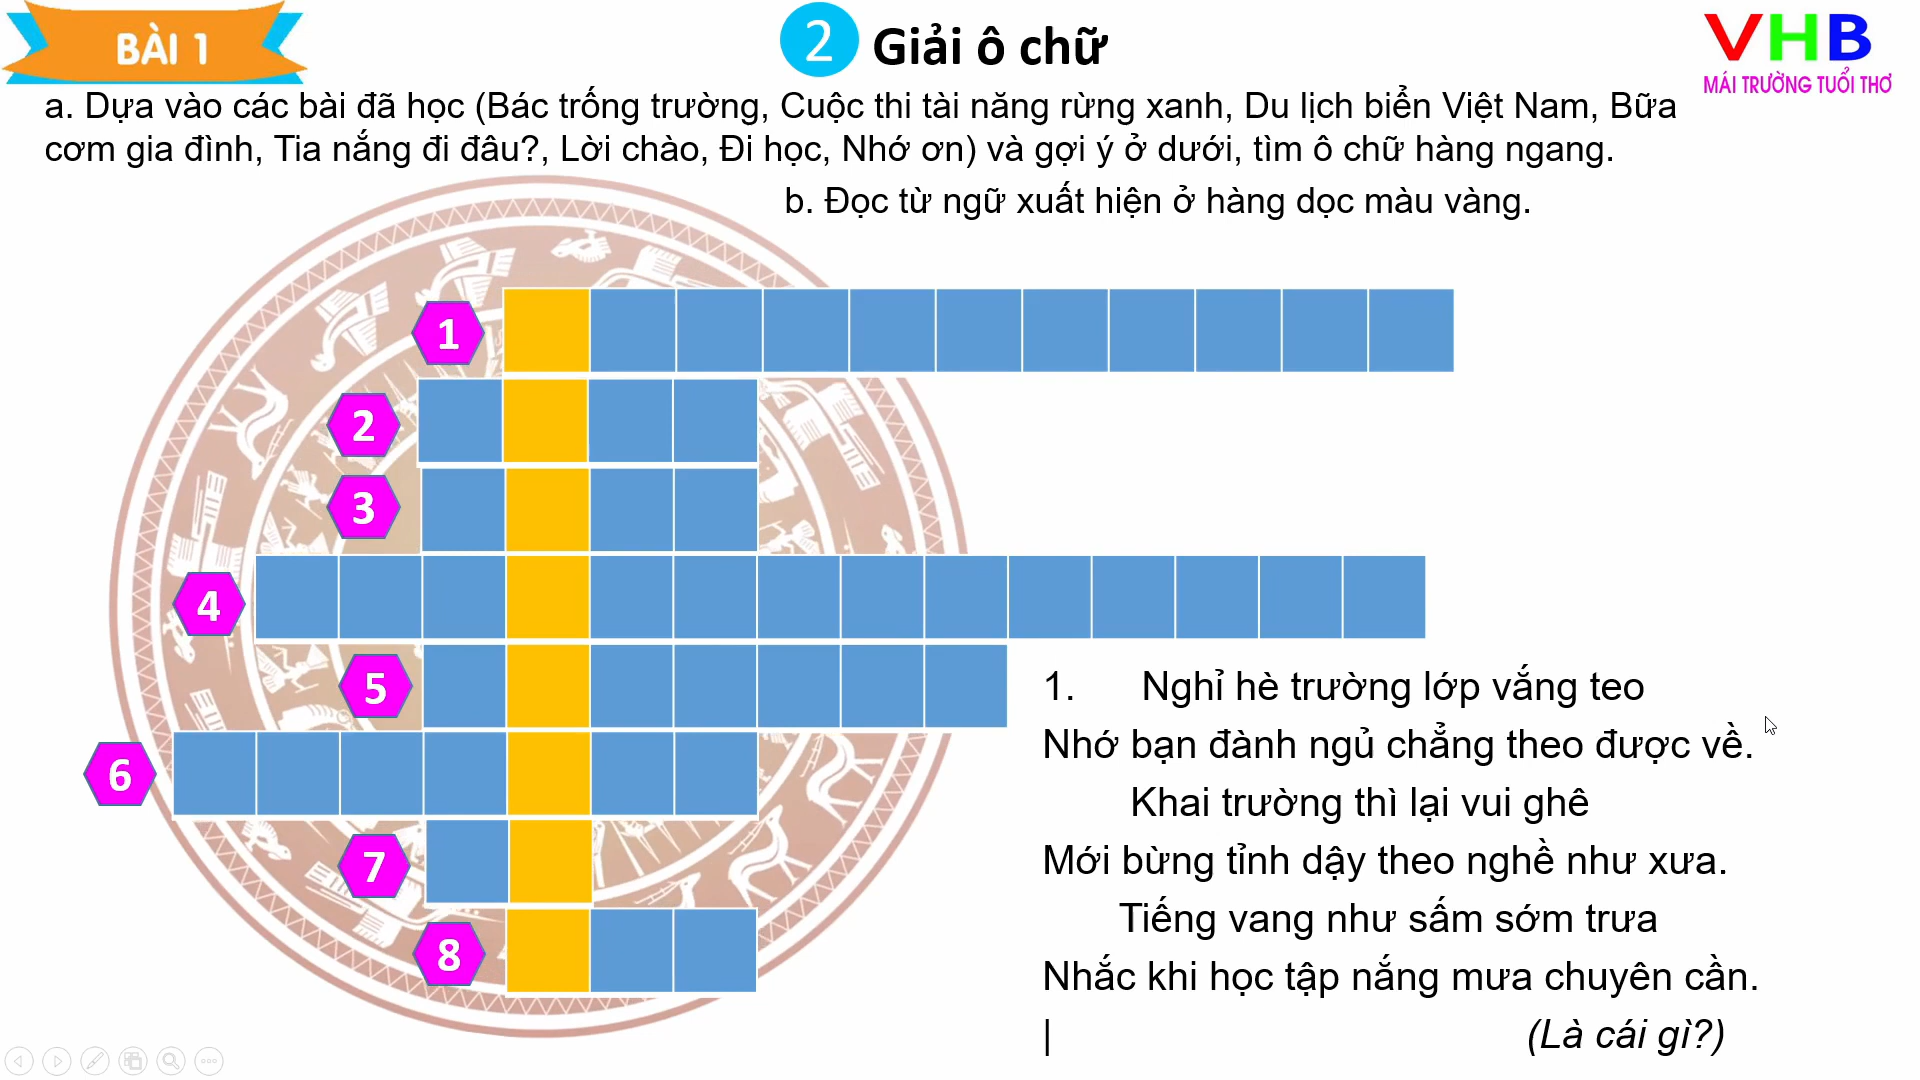 BÀI 1
2 Giải ô chữ
VHB
MÁI TRƯỜNG TUỔI THƠ
a. Dựa vào các bài đã học (Bác trống trường, Cuộc thi tài năng rừng xanh, Du lịch biển Việt Nam, Bữa
cơm gia đình, Tia nắng đi đâu?, Lời chào, Đi học, Nhớ ơn) và gợi ý ở dưới, tìm ô chữ hàng ngang.
b. Đọc từ ngữ xuất hiện ở hàng dọc màu vàng.
1
2
3
4
5
6
7
8
1. Nghỉ hè trường lớp vắng teo
Nhớ bạn đành ngủ chẳng theo được về.
Khai trường thì lại vui ghê
Mới bừng tỉnh dậy theo nghề như xưa.
Tiếng vang như sấm sớm trưa
Nhắc khi học tập nắng mưa chuyên cần.
(Là cái gì?)